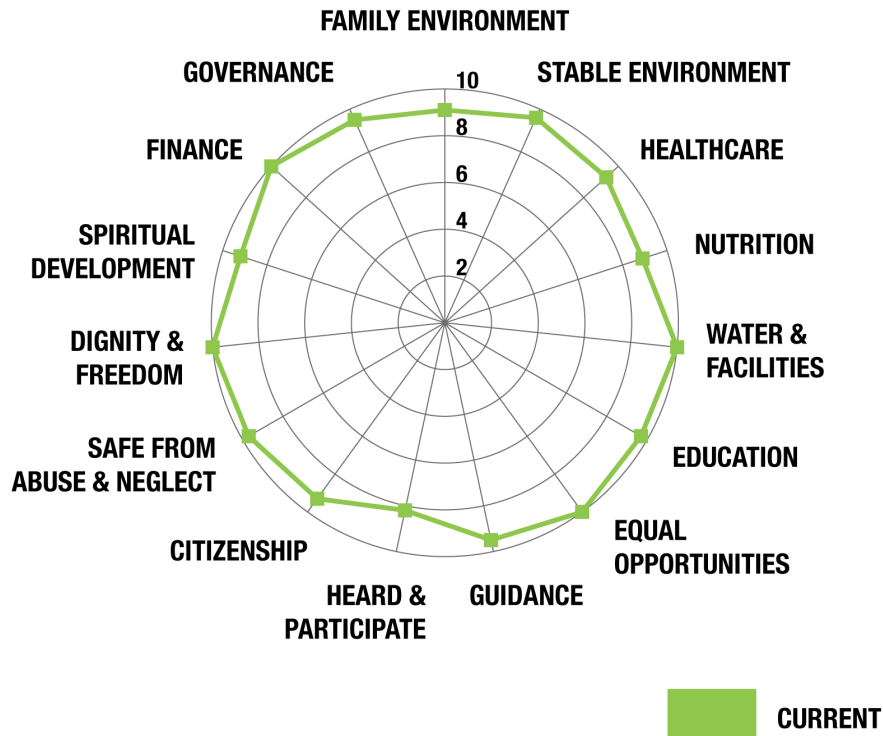 FAMILY ENVIRONMENT
GOVERNANCE
10
STABLE ENVIRONMENT
FINANCE
8
HEALTHCARE
6
SPIRITUAL
DEVELOPMENT
4
NUTRITION
2
DIGNITY &
FREEDOM
WATER &
FACILITIES
SAFE FROM
ABUSE & NEGLECT
EDUCATION
CITIZENSHIP
EQUAL
OPPORTUNITIES
HEARD &
PARTICIPATE
GUIDANCE
CURRENT